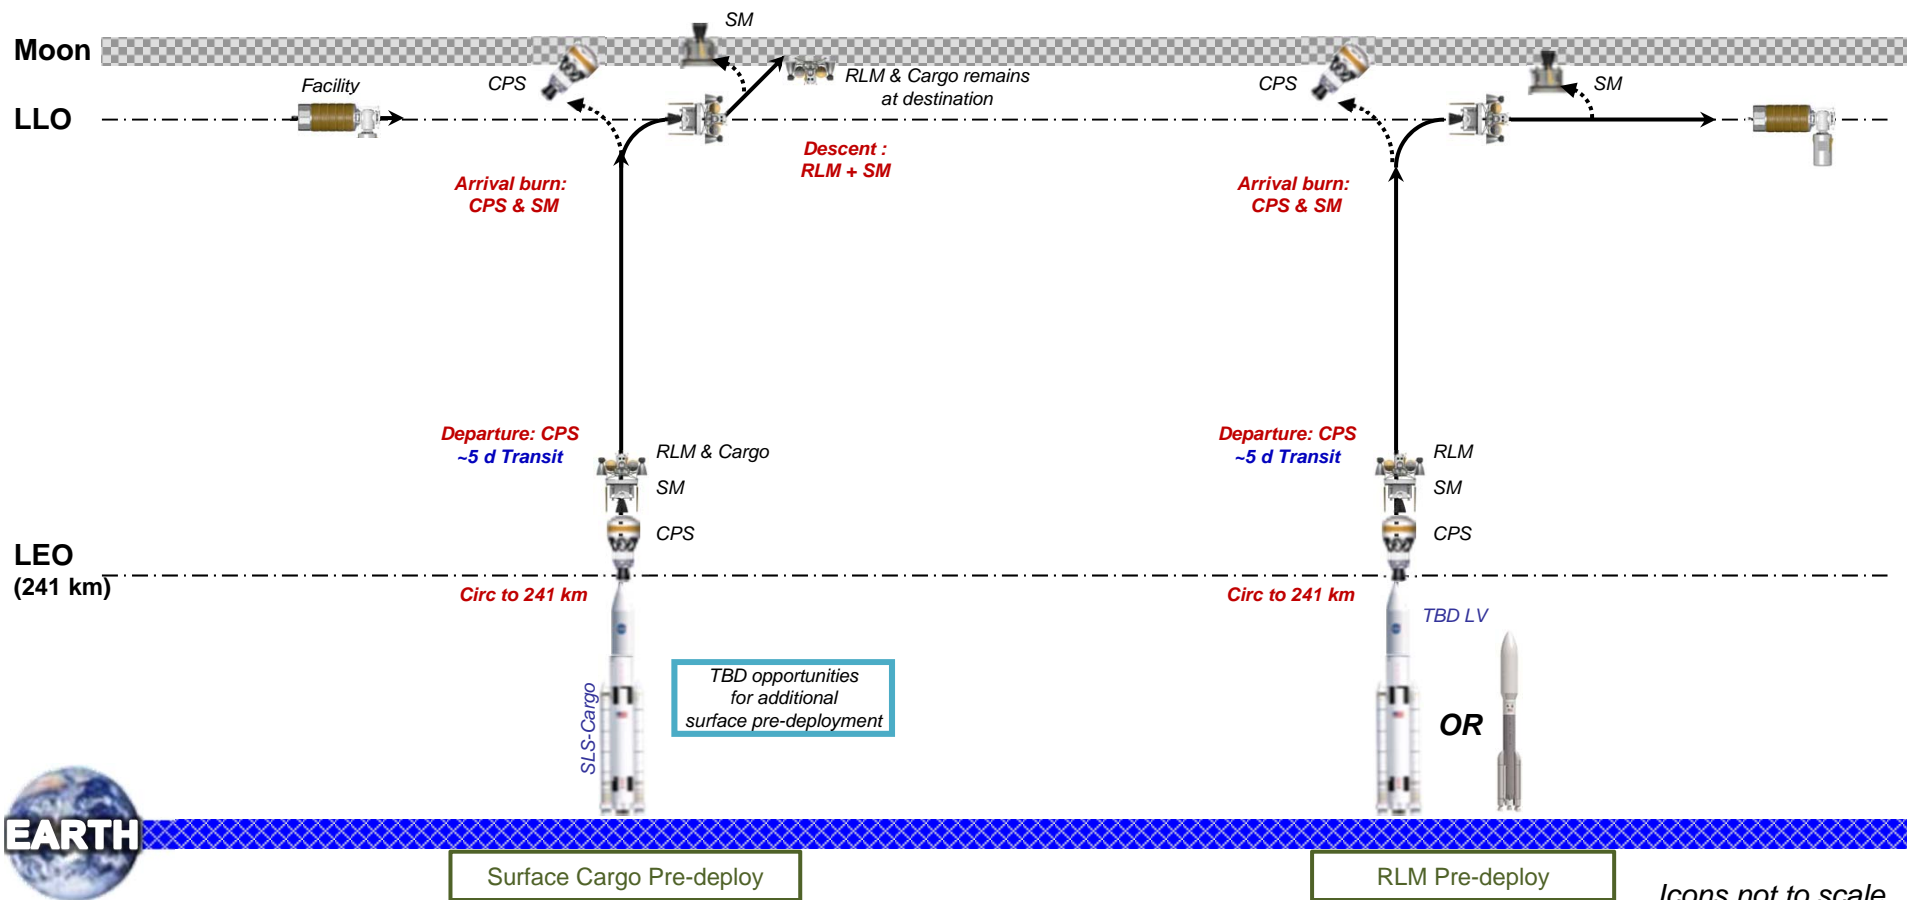 Moon
SM
CPS
RLM & Cargo remains
at destination
Facility
LLO
Descent :
RLM + SM
Arrival burn:
CPS & SM
CPS
SM
Arrival burn:
CPS & SM
Departure: CPS
~5 d Transit
RLM & Cargo
SM
CPS
Departure: CPS
~5 d Transit
RLM
SM
CPS
LEO
(241 km)
Circ to 241 km
Circ to 241 km
TBD LV
SLS-Cargo
TBD opportunities
for additional
surface pre-deployment
OR
EARTH
Surface Cargo Pre-deploy
RLM Pre-deploy
Icons not to scale